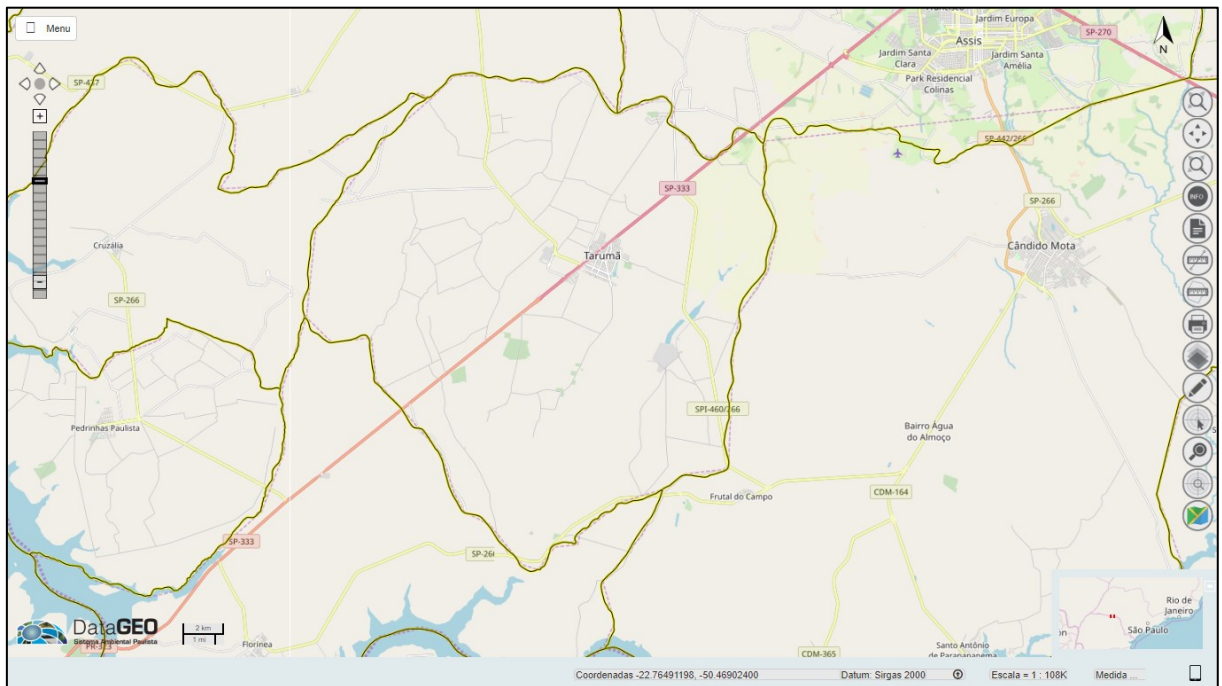 Menu
Jardim Europa
Assis
SP-270
Jardim Santa
Clara
Jardim Santa
Amélia
Park Residencial
Colinas
N
SP-442/266
SP-333
SP-266
INFO
Cândido Mota
Tarumã
Cruzália
SP-266
SPI-460/266
Pedrinhas Paulista
Bairro Água
do Almoço
CDM-164
Frutal do Campo
SP-333
SP-26
Rio de
Janeiro
São Paulo
DataGEO
Sistema Ambiental Paulista
2 km
1 mi
Florínea
Santo Antônio
do Paranapanema
CDM-365
Coordenadas -22.76491198, -50.46902400
Datum: Sirgas 2000
Escala = 1 : 108K
Medida ...